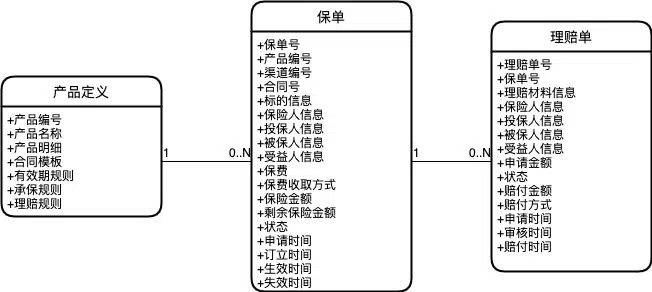 产品定义
+产品编号
+产品名称
+产品明细
+合同模板
+有效期规则
+承保规则
+理赔规则
1
0..N
保单
+保单号
+产品编号
+渠道编号
+合同号
+标的信息
+保险人信息
+投保人信息
+被保人信息
+受益人信息
+保费
+保费收取方式
+保险金额
+剩余保险金额
+状态
+申请时间
+订立时间
+生效时间
+失效时间
1
0..N
理赔单
+理赔单号
+保单号
+理赔材料信息
+保险人信息
+投保人信息
+被保人信息
+受益人信息
+申请金额
+状态
+赔付金额
+赔付方式
+申请时间
+审核时间
+赔付时间